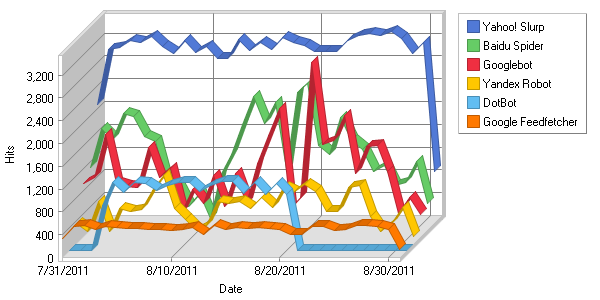 Yahoo! Slurp
Baidu Spider
Googlebot
Yandex Robot
DotBot
Google Feedfetcher
3,200
2,800
2,400
2,000
1,600
1,200
800
400
0
Hits
7/31/2011 8/10/2011 8/20/2011 8/30/2011
Date